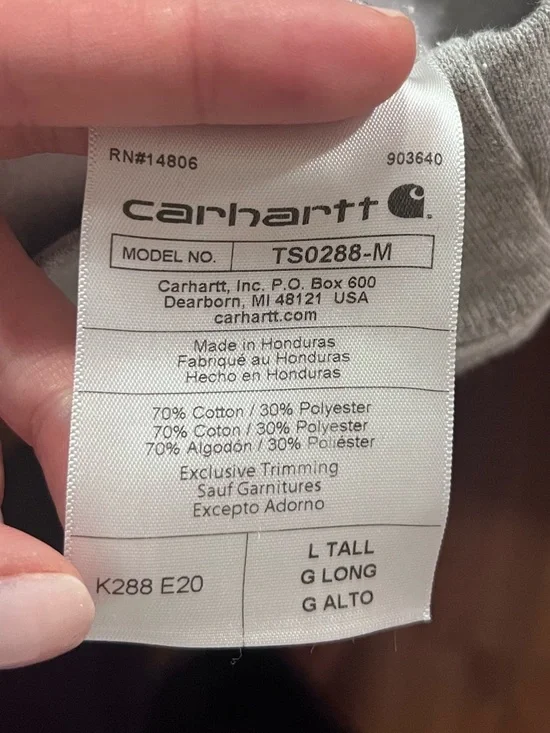 RN#14806 903640
carhartt
MODEL NO. TS0288-M
Carhartt, Inc. P.O. Box 600
Dearborn, MI 48121 USA
carhartt.com
Made in Honduras
Fabriqué au Honduras
Hecho en Honduras
70% Cotton / 30% Polyester
70% Coton / 30% Polyester
70% Algodón / 30% Poliéster
Exclusive Trimming
Sauf Garnitures
Excepto Adorno
K288 E20
L TALL
G LONG
G ALTO